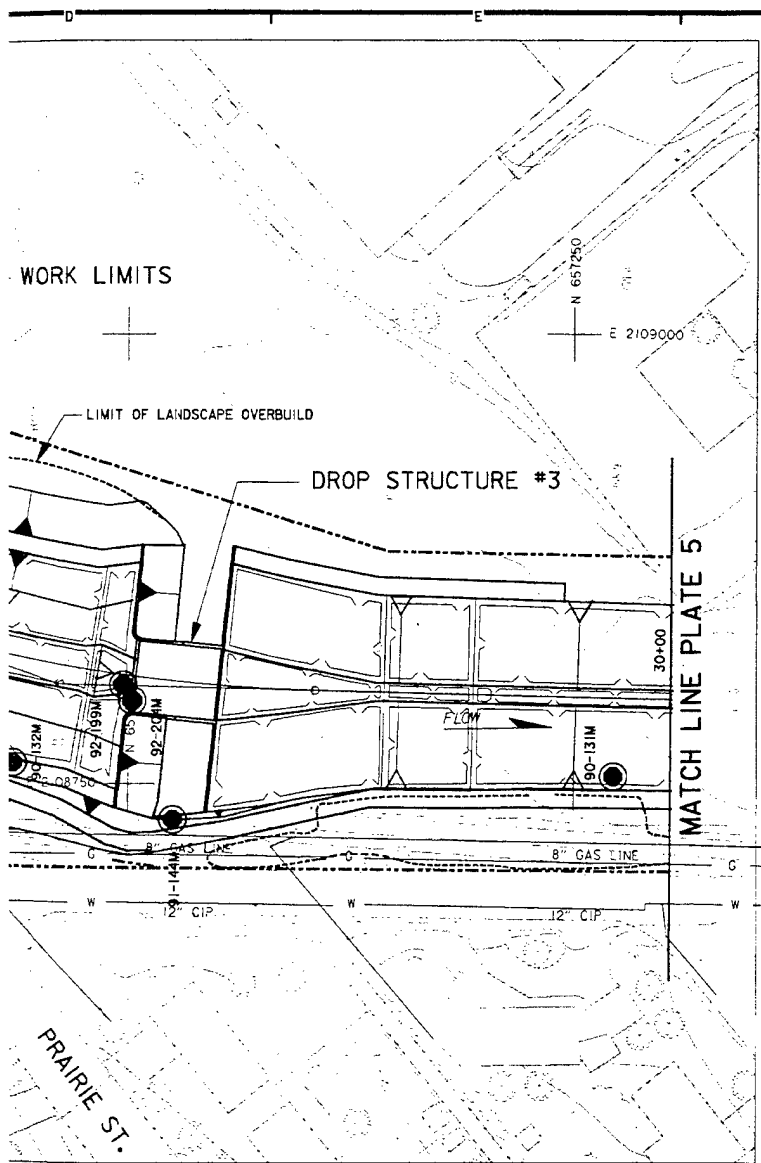 D
E
N 657250
WORK LIMITS
E 2109000
LIMIT OF LANDSCAPE OVERBUILD
DROP STRUCTURE #3
MATCH LINE PLATE 5
30+00
FLOW
90-132M
92-199M
N 65
92-204M
90-131M
08750
91-144M
8" GAS LINE
8" GAS LINE
G
G
G
W
W
W
12" CIP
12" CIP
PRAIRIE ST.